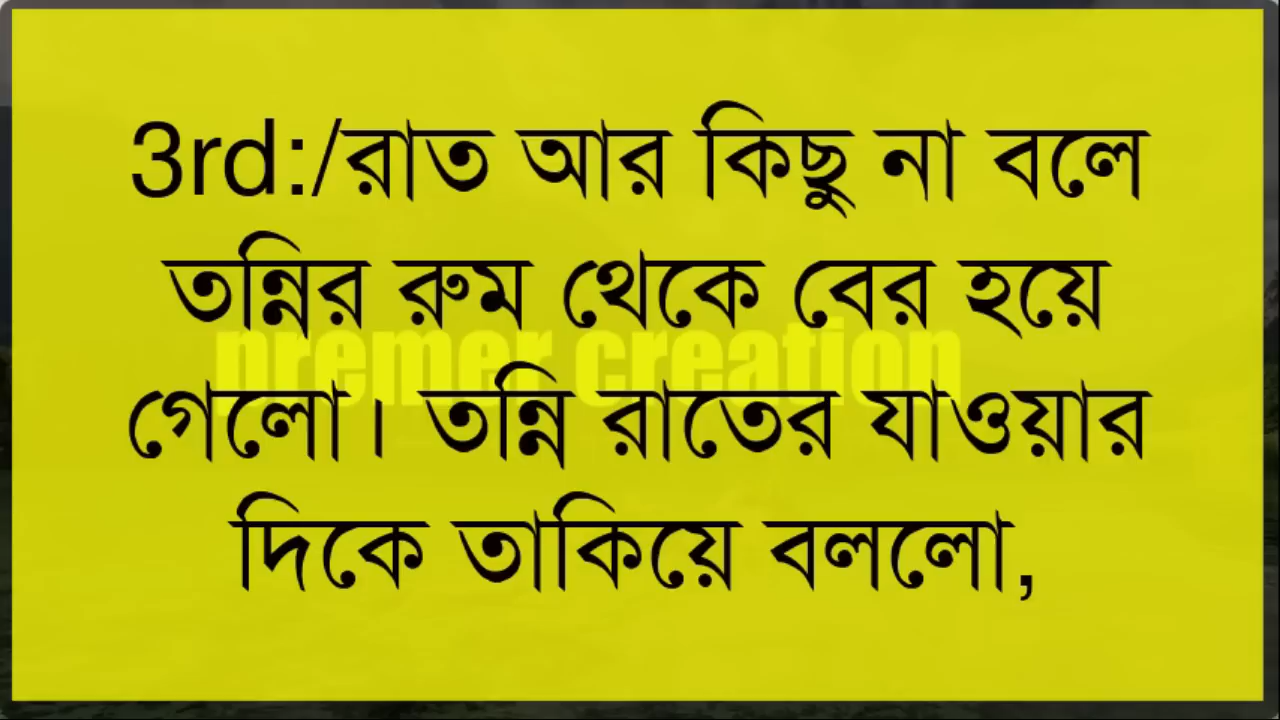 3rd:/রাত আর কিছু না বলে
তন্নির রুম থেকে বের হয়ে
premer creation
গেলো। তন্নি রাতের যাওয়ার
দিকে তাকিয়ে বললো,